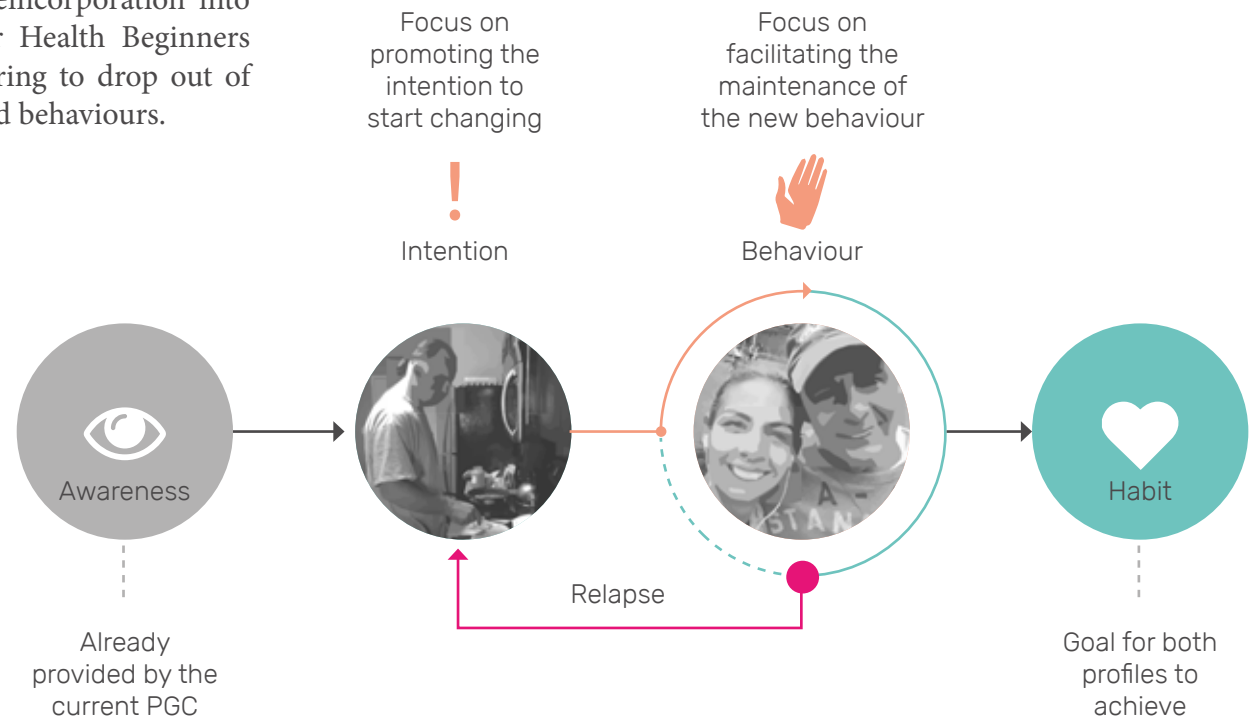 into
Health Beginners
to drop out of
behaviours.
Focus on
promoting the
intention to
start changing
Focus on
facilitating the
maintenance of
the new behaviour
Intention
Behaviour
Awareness
Habit
Relapse
Already
provided by the
current PGC
Goal for both
profiles to
achieve